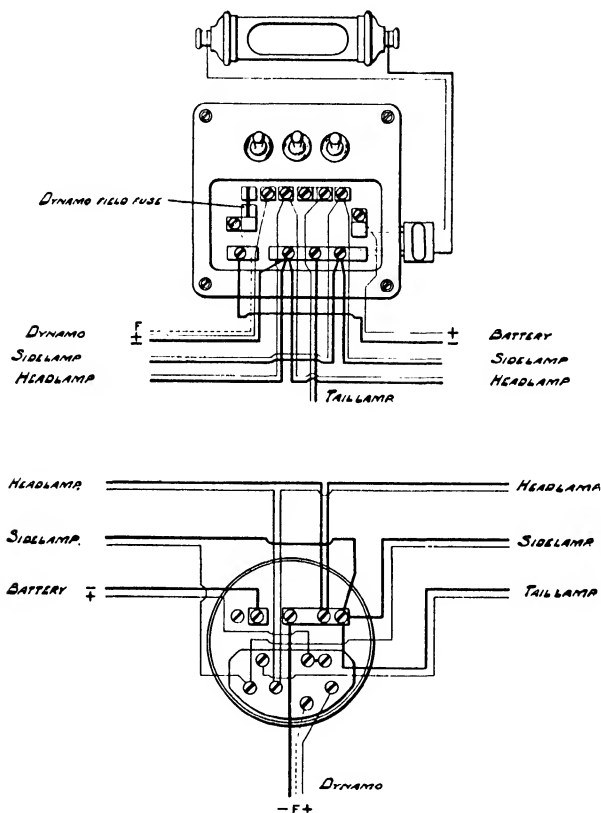 DYNAMO FIELD FUSE
DYNAMO F ± + BATTERY
−
SIDELAMP SIDELAMP
HEADLAMP HEADLAMP
TAILLAMP
HEADLAMP. HEADLAMP
SIDELAMP. SIDELAMP
BATTERY − + TAILLAMP
DYNAMO
− F +